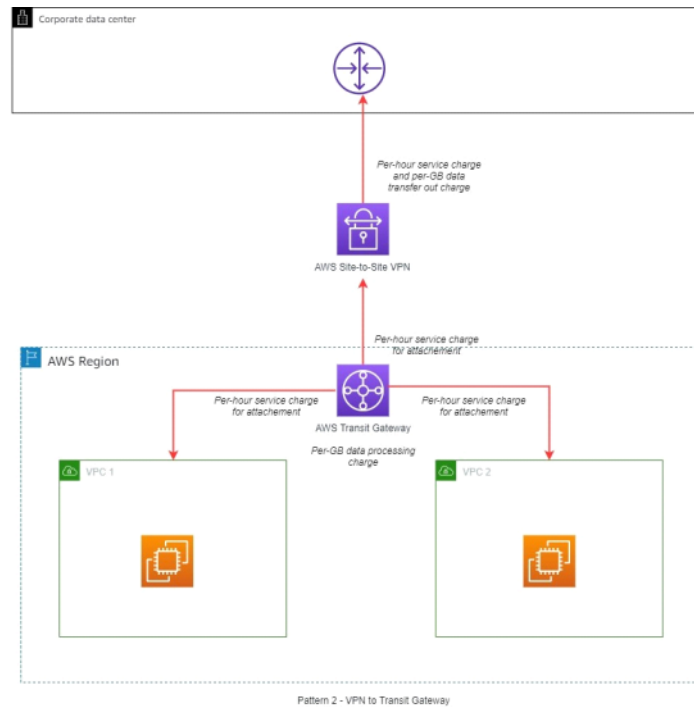 Corporate data center
Per-hour service charge
and per-GB data
transfer out charge
AWS Site-to-Site VPN
Per-hour service charge
for attachement
AWS Region
Per-hour service charge
for attachement
Per-hour service charge
for attachement
AWS Transit Gateway
Per-GB data processing
charge
VPC 1
VPC 2
Pattern 2 - VPN to Transit Gateway